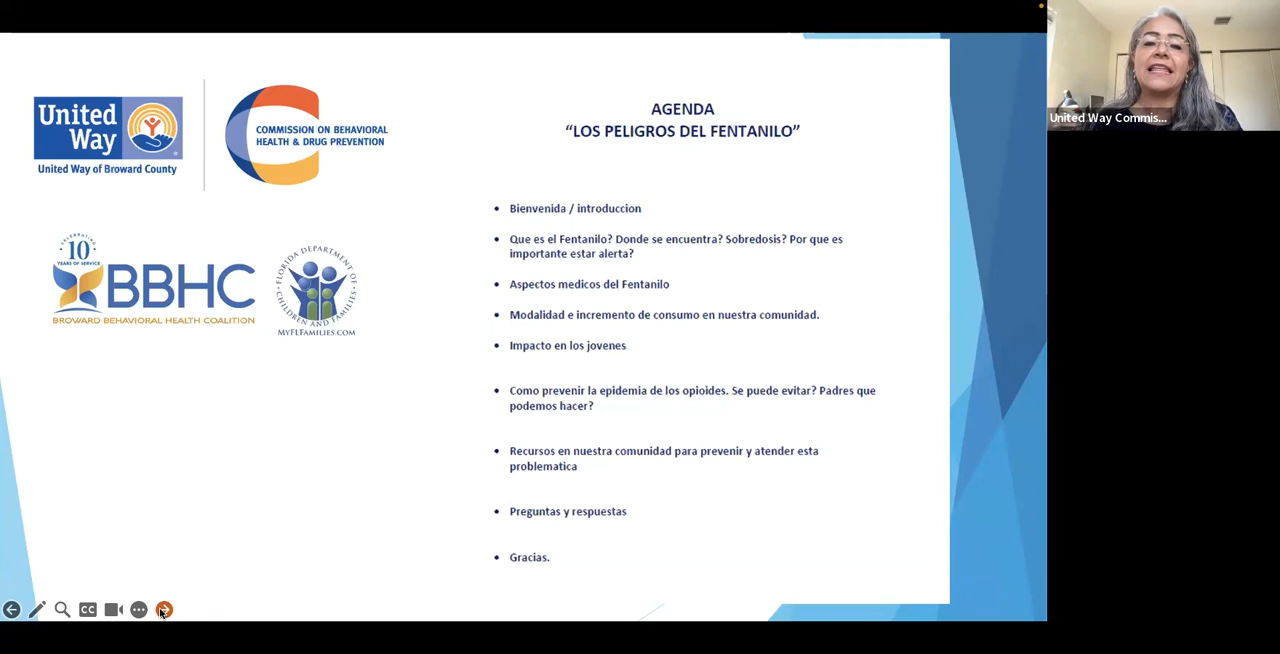 United Way Commis...
United
Way
United Way of Broward County
COMMISSION ON BEHAVIORAL
HEALTH & DRUG PREVENTION
CELEBRATING
10
YEARS OF SERVICE
BBHC
BROWARD BEHAVIORAL HEALTH COALITION
FLORIDA DEPARTMENT OF CHILDREN AND FAMILIES
MYFLFAMILIES.COM
AGENDA
“LOS PELIGROS DEL FENTANILO”
• Bienvenida / introduccion
• Que es el Fentanilo? Donde se encuentra? Sobredosis? Por que es
importante estar alerta?
• Aspectos medicos del Fentanilo
• Modalidad e incremento de consumo en nuestra comunidad.
• Impacto en los jovenes
• Como prevenir la epidemia de los opioides. Se puede evitar? Padres que
podemos hacer?
• Recursos en nuestra comunidad para prevenir y atender esta
problematica
• Preguntas y respuestas
• Gracias.
CC